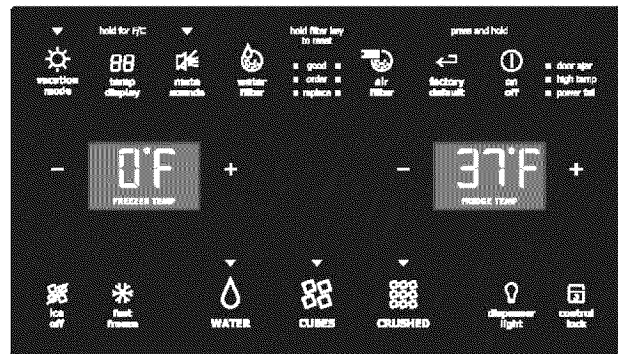 hold for F/C
hold filter key
to reset
press and hold
vacation
mode
88
temp
display
mute
sounds
water
filter
good
order
replace
air
filter
factory
default
on
off
door ajar
high temp
power fail
- 0°F +
FREEZER TEMP
- 37°F +
FRIDGE TEMP
ice
off
fast
freeze
WATER
CUBES
CRUSHED
dispenser
light
control
lock